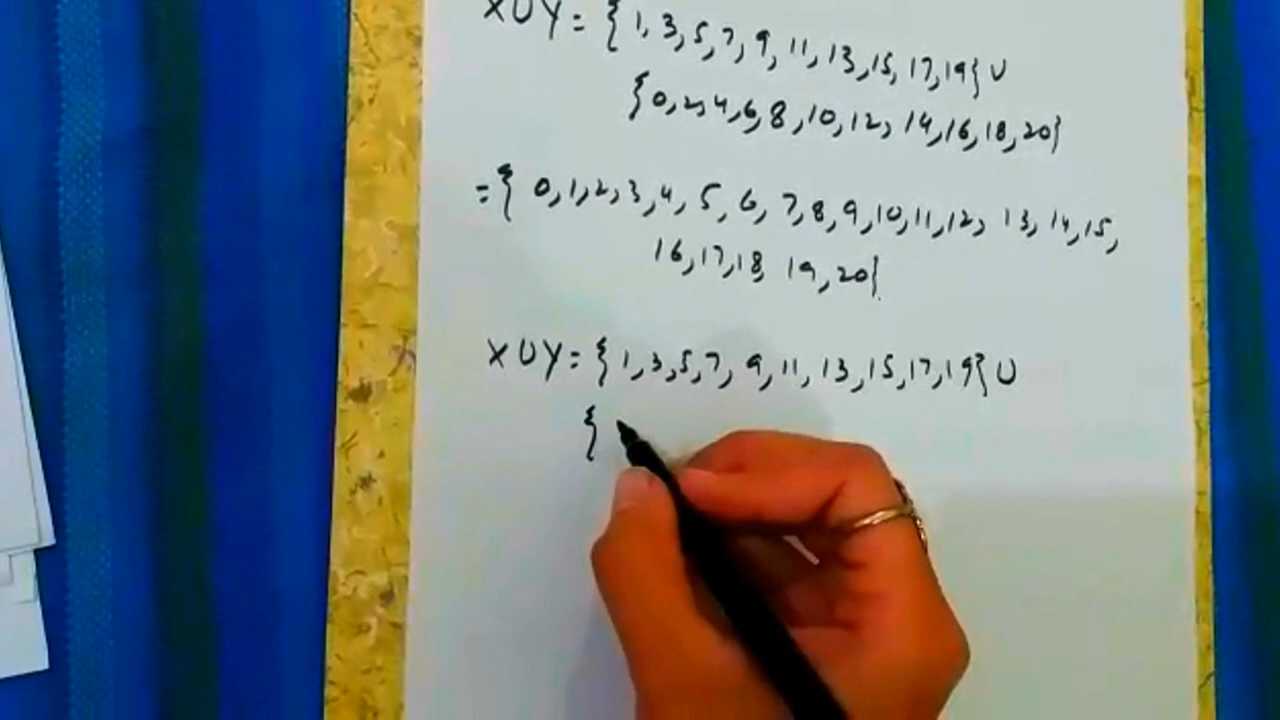 X∪Y= {1, 3, 5, 7, 9, 11, 13, 15, 17, 19} ∪
{0, 2, 4, 6, 8, 10, 12, 14, 16, 18, 20}
= { 0, 1, 2, 3, 4, 5, 6, 7, 8, 9, 10, 11, 12, 13, 14, 15,
16, 17, 18, 19, 20}
X∪Y= {1, 3, 5, 7, 9, 11, 13, 15, 17, 19} ∪
{